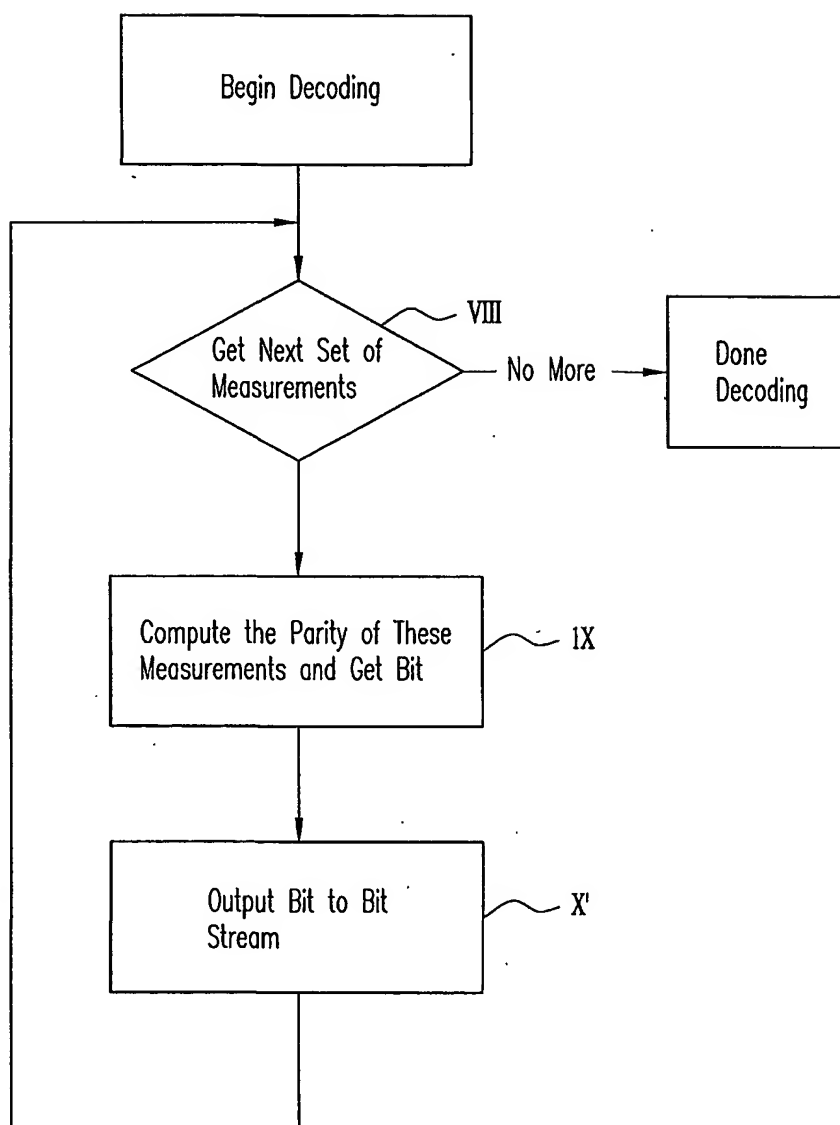 Begin Decoding
VIII
Get Next Set of
Measurements
No More
Done
Decoding
Compute the Parity of These
Measurements and Get Bit
1X
Output Bit to Bit
Stream
X'